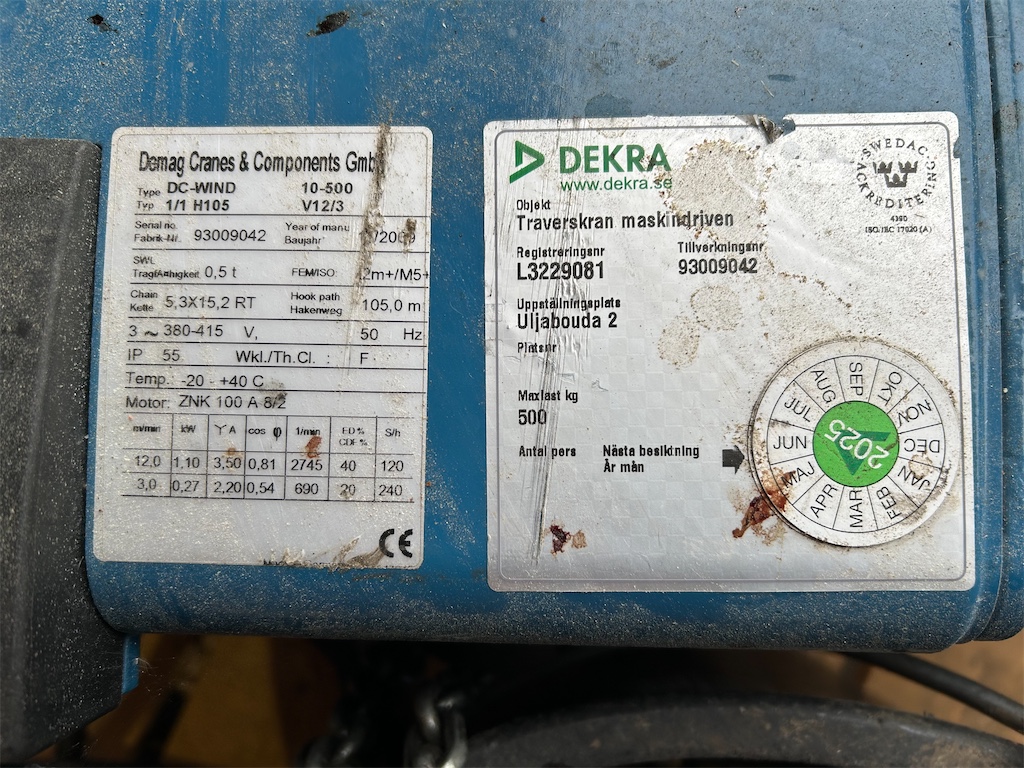 Demag Cranes & Components
Type DC-WIND 10-500
Typ 1/1 H105 V12/3
Serial no. Year of manu
Fabrik-Nr. 93009042 Baujahr
SWL
Tragfähigkeit 0,5 t FEM/ISO: 2m+/M5+
Chain Hook path
Kette 5,3X15,2 RT Hakenweg 105,0 m
3 ~ 380-415 V, 50 Hz
IP 55 Wkl./Th.Cl. : F
Temp.: -20 - +40 C
Motor: ZNK 100 A 8/2
m/min kW Y A cos φ 1/min ED % S/h
CDF %
12,0 1,10 3,50 0,81 2745 40 120
3,0 0,27 2,20 0,54 690 20 240
CE
DEKRA
www.dekra.se
Objekt
Traverskran maskindriven
Registreringsnr Tillverkningsnr
L3229081 93009042
Uppställningsplats
Uljabouda 2
Platsnr
Maxlast kg
500
Antal pers Nästa besiktning
År mån
SWEDAC
ACKREDITERING
4390
ISO/IEC 17020 (A)
2025
JAN
FEB
MAR
APR
MAJ
JUN
JUL
AUG
SEP
OKT
NOV
DEC